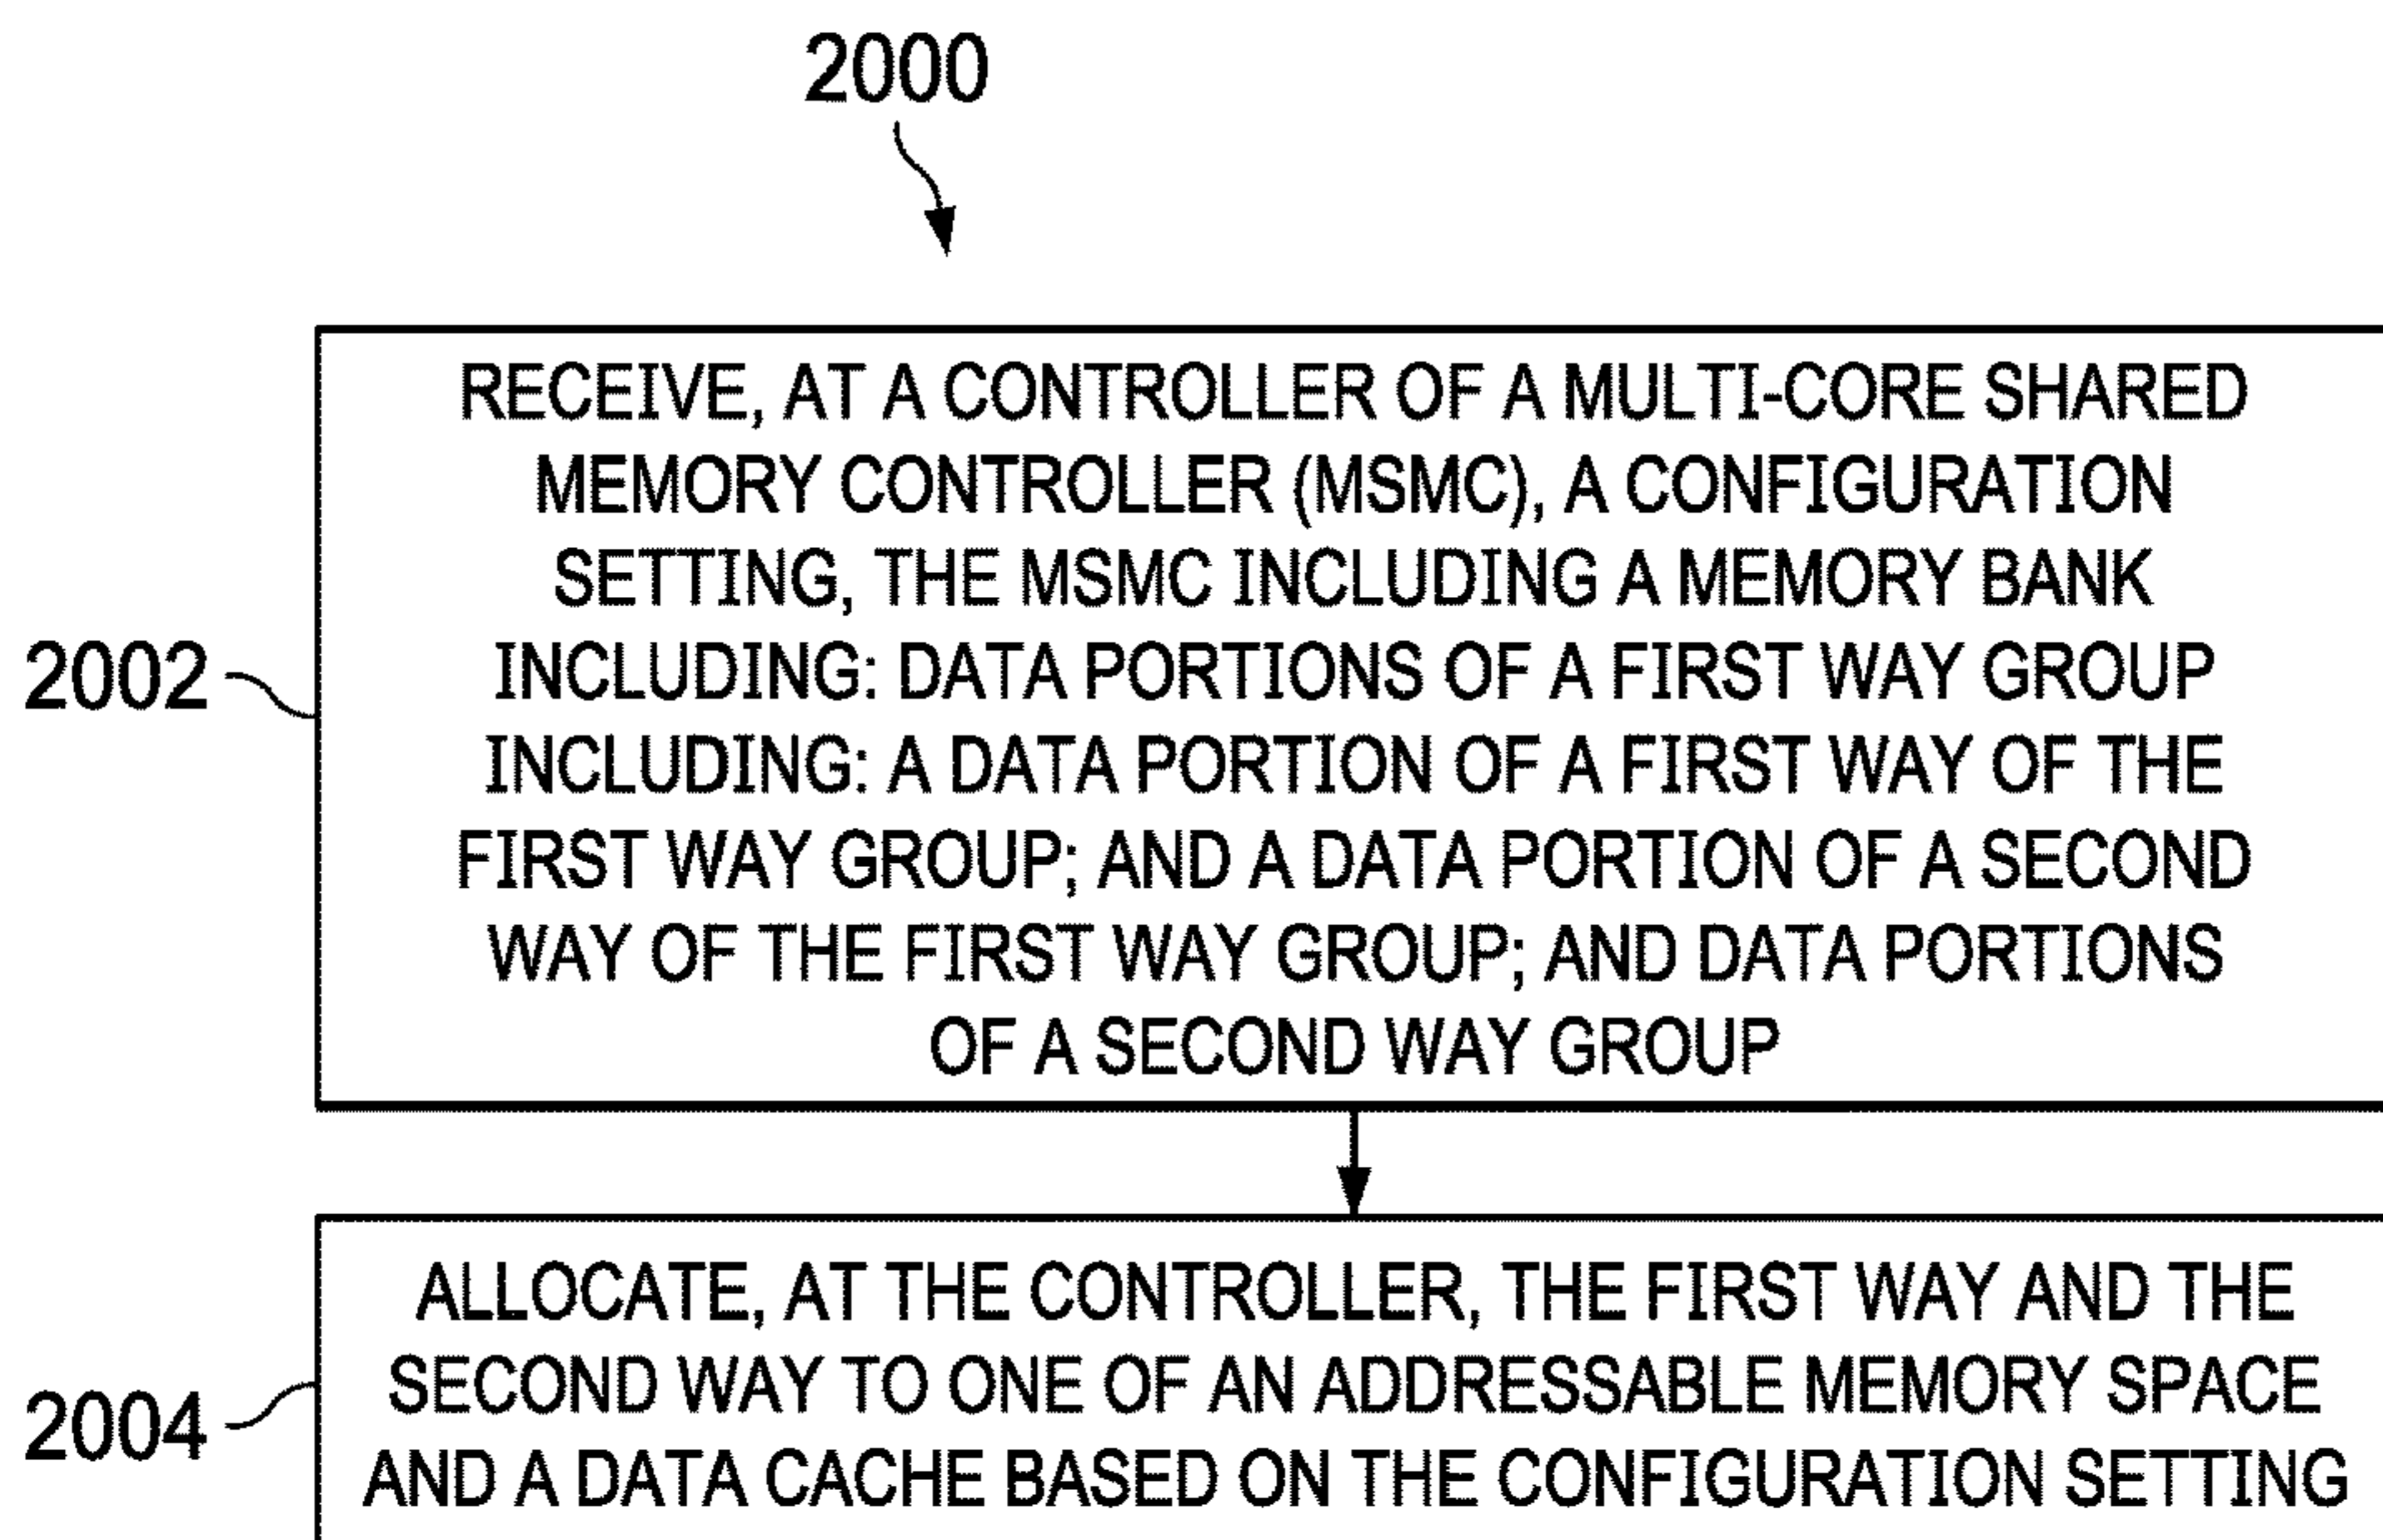 2000
RECEIVE, AT A CONTROLLER OF A MULTI-CORE SHARED
MEMORY CONTROLLER (MSMC), A CONFIGURATION
SETTING, THE MSMC INCLUDING A MEMORY BANK
INCLUDING: DATA PORTIONS OF A FIRST WAY GROUP
INCLUDING: A DATA PORTION OF A FIRST WAY OF THE
FIRST WAY GROUP; AND A DATA PORTION OF A SECOND
WAY OF THE FIRST WAY GROUP; AND DATA PORTIONS
OF A SECOND WAY GROUP
2002
ALLOCATE, AT THE CONTROLLER, THE FIRST WAY AND THE
SECOND WAY TO ONE OF AN ADDRESSABLE MEMORY SPACE
AND A DATA CACHE BASED ON THE CONFIGURATION SETTING
2004